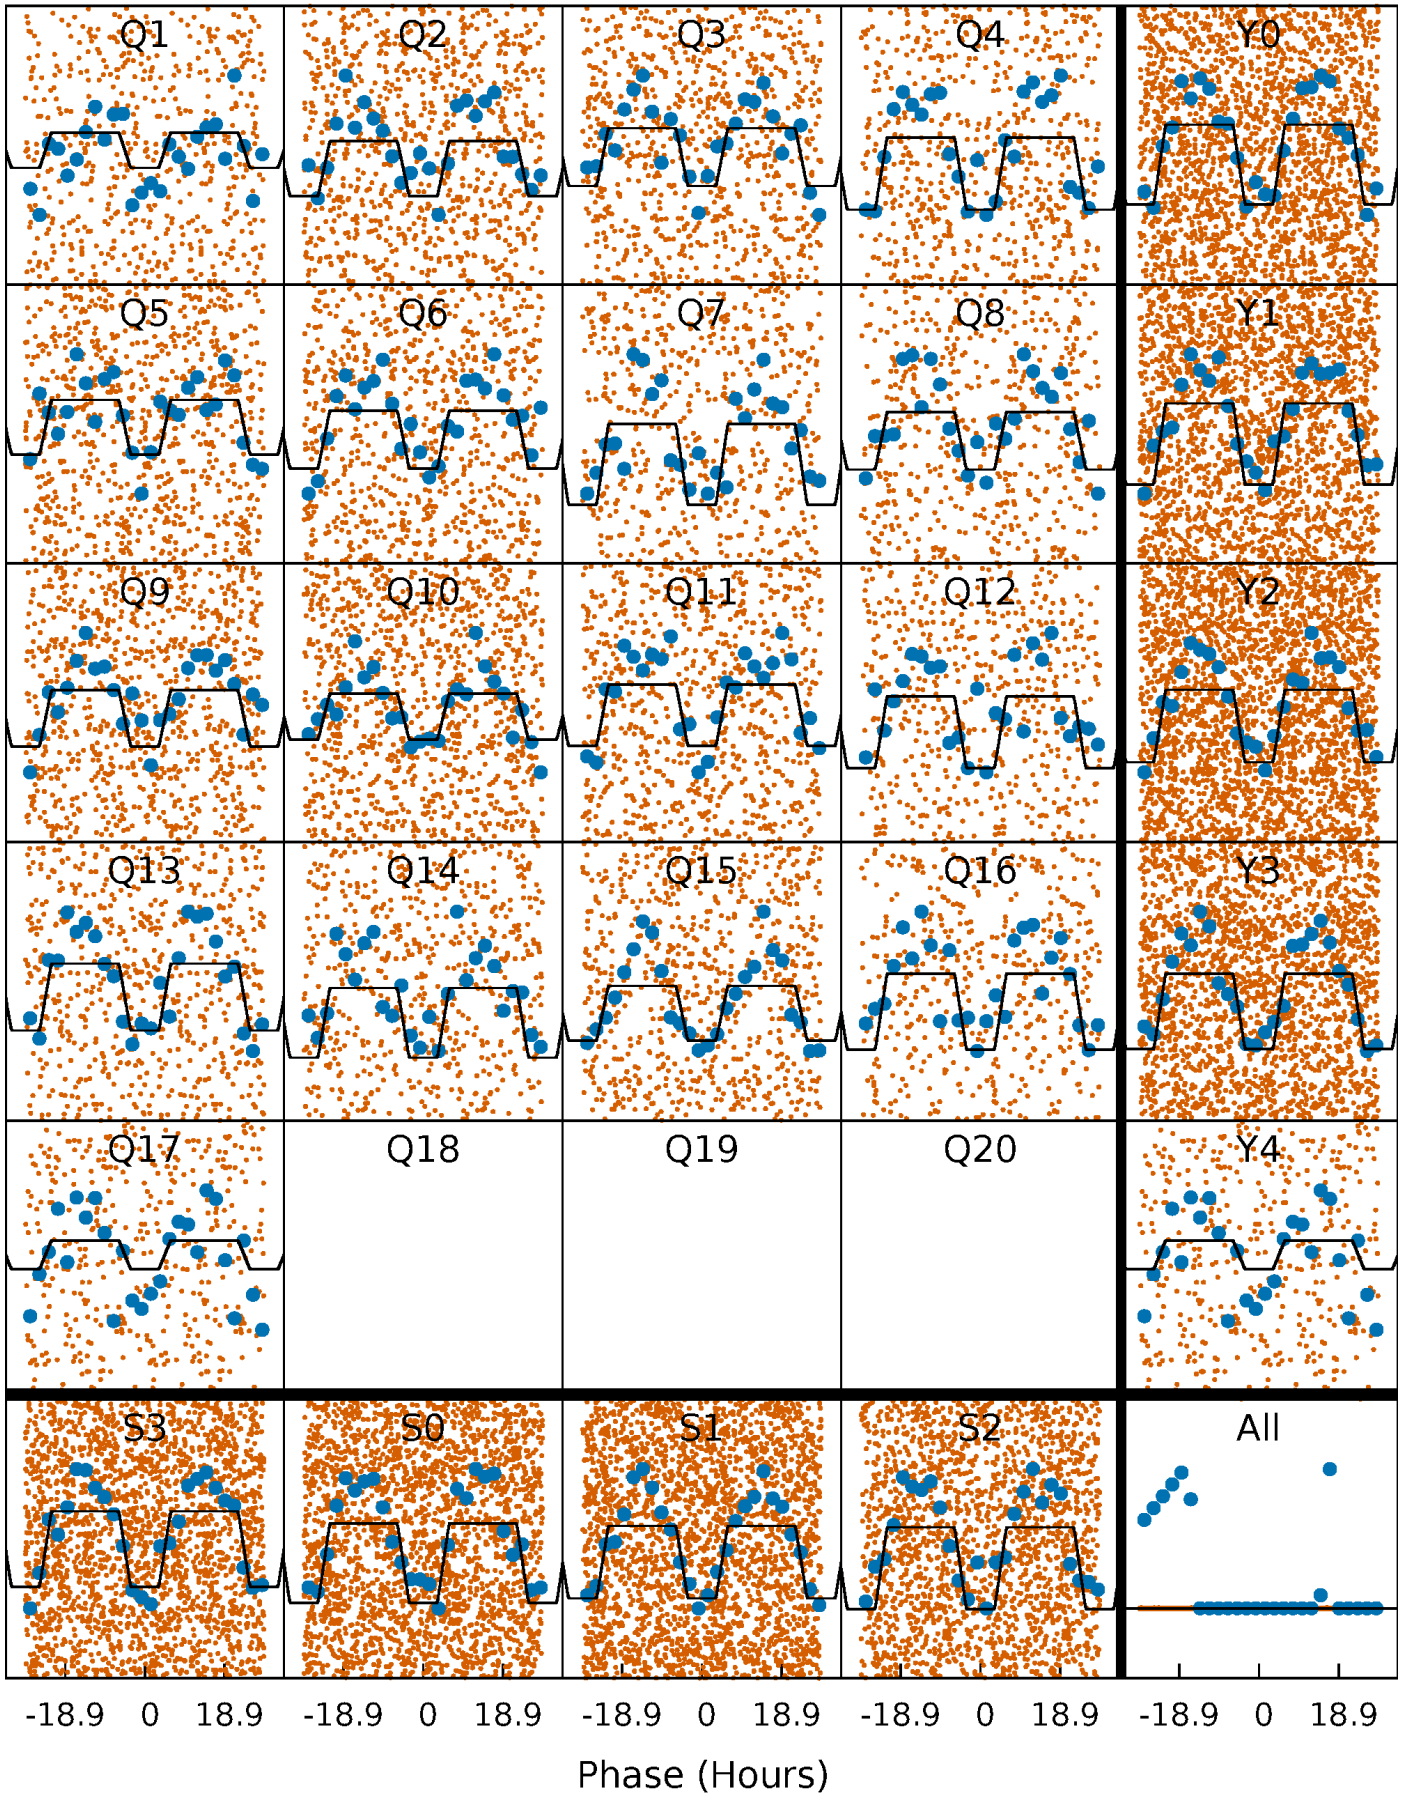 Q1 Q2 Q3 Q4 Y0
Q5 Q6 Q7 Q8 Y1
Q9 Q10 Q11 Q12 Y2
Q13 Q14 Q15 Q16 Y3
Q17 Q18 Q19 Q20 Y4
S3 S0 S1 S2 All
-18.9 0 18.9 -18.9 0 18.9 -18.9 0 18.9 -18.9 0 18.9 -18.9 0 18.9
Phase (Hours)